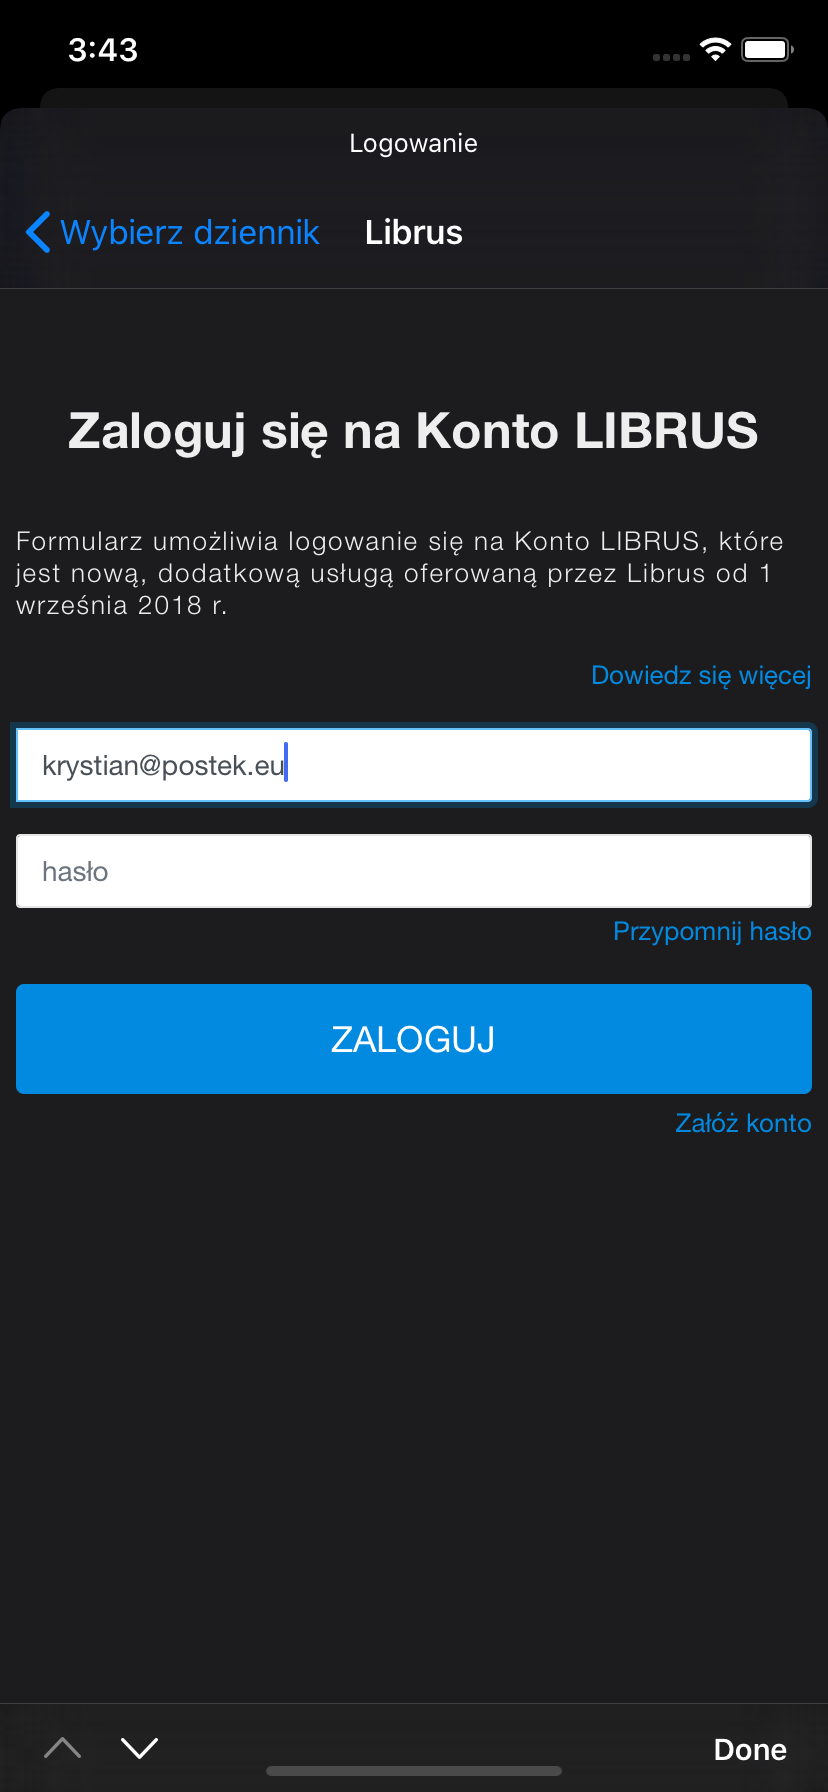 3:43
Logowanie
Wybierz dziennik
Librus
Zaloguj się na Konto LIBRUS
Formularz umożliwia logowanie się na Konto LIBRUS, które
jest nową, dodatkową usługą oferowaną przez Librus od 1
września 2018 r.
Dowiedz się więcej
krystian@postek.eu
hasło
Przypomnij hasło
ZALOGUJ
Załóż konto
Done